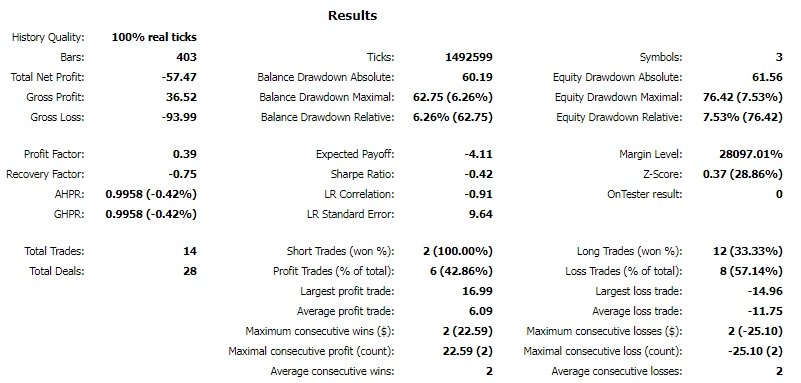 Results
History Quality: 100% real ticks
Bars: 403 Ticks: 1492599 Symbols: 3
Total Net Profit: -57.47 Balance Drawdown Absolute: 60.19 Equity Drawdown Absolute: 61.56
Gross Profit: 36.52 Balance Drawdown Maximal: 62.75 (6.26%) Equity Drawdown Maximal: 76.42 (7.53%)
Gross Loss: -93.99 Balance Drawdown Relative: 6.26% (62.75) Equity Drawdown Relative: 7.53% (76.42)
Profit Factor: 0.39 Expected Payoff: -4.11 Margin Level: 28097.01%
Recovery Factor: -0.75 Sharpe Ratio: -0.42 Z-Score: 0.37 (28.86%)
AHPR: 0.9958 (-0.42%) LR Correlation: -0.91 OnTester result: 0
GHPR: 0.9958 (-0.42%) LR Standard Error: 9.64
Total Trades: 14 Short Trades (won %): 2 (100.00%) Long Trades (won %): 12 (33.33%)
Total Deals: 28 Profit Trades (% of total): 6 (42.86%) Loss Trades (% of total): 8 (57.14%)
Largest profit trade: 16.99 Largest loss trade: -14.96
Average profit trade: 6.09 Average loss trade: -11.75
Maximum consecutive wins ($): 2 (22.59) Maximum consecutive losses ($): 2 (-25.10)
Maximal consecutive profit (count): 22.59 (2) Maximal consecutive loss (count): -25.10 (2)
Average consecutive wins: 2 Average consecutive losses: 2